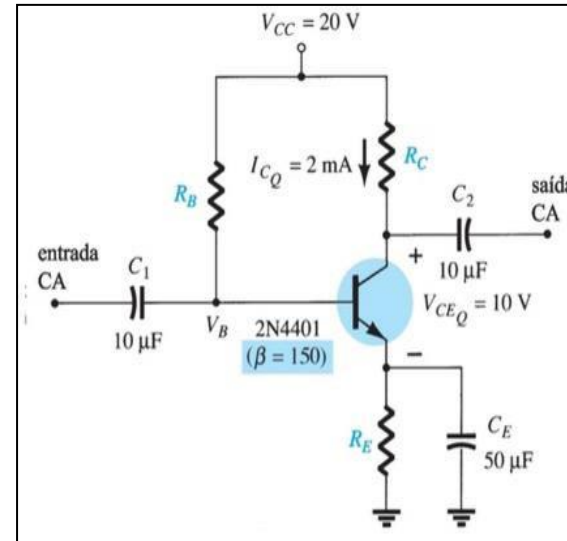 V_CC = 20 V
I_CQ = 2 mA
R_C
R_B
C_2
saída
CA
entrada
CA
C_1
10 μF
10 μF
V_CEQ = 10 V
V_B
2N4401
(β = 150)
R_E
C_E
50 μF